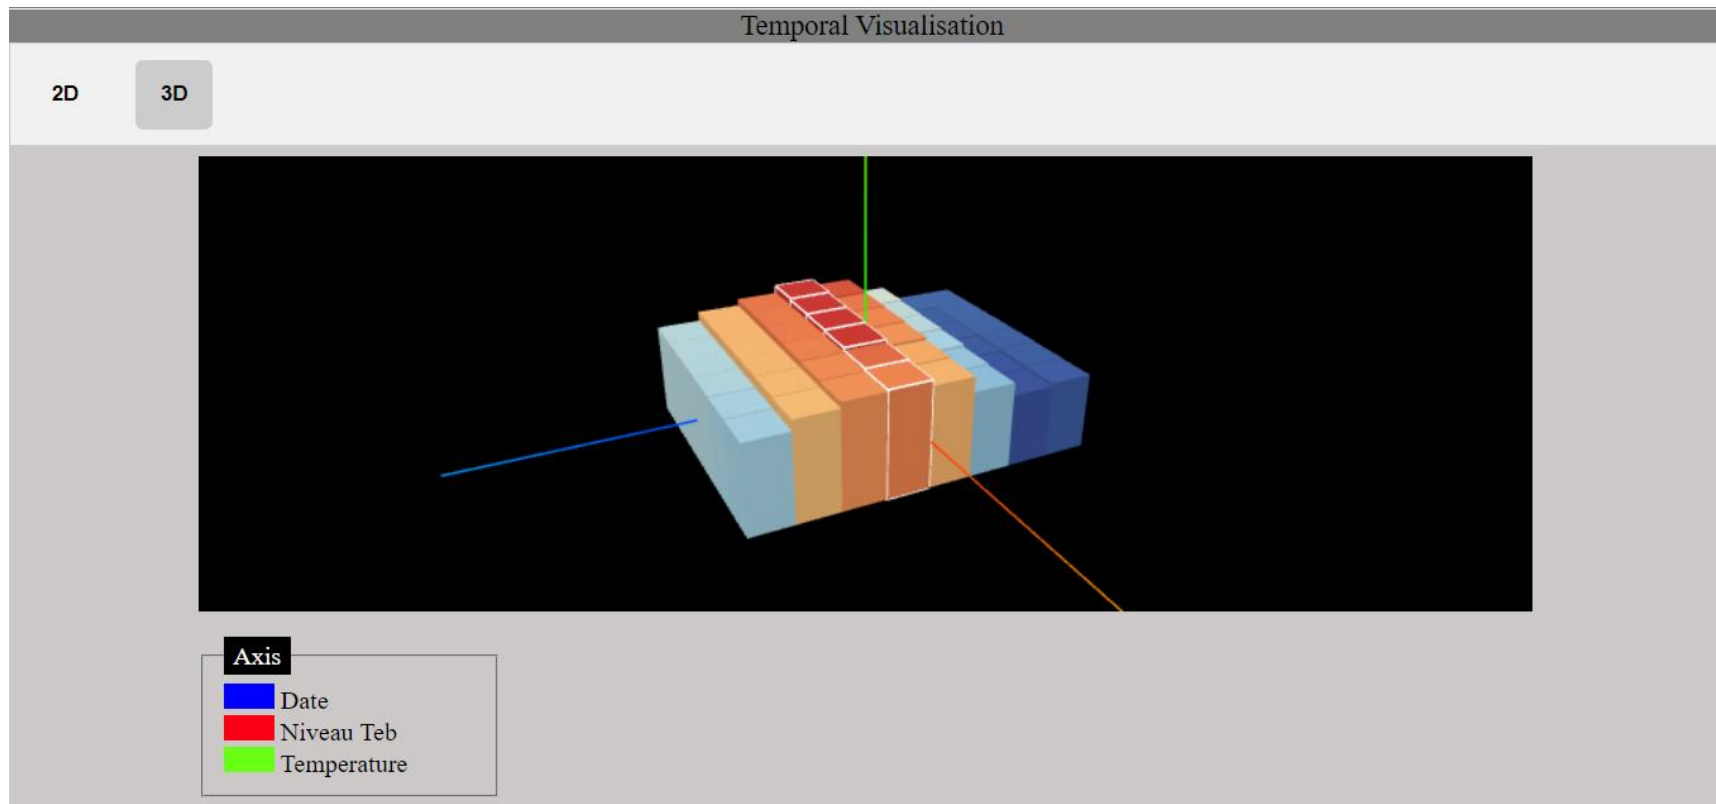 Temporal Visualisation
2D 3D
Axis
Date
Niveau Teb
Temperature